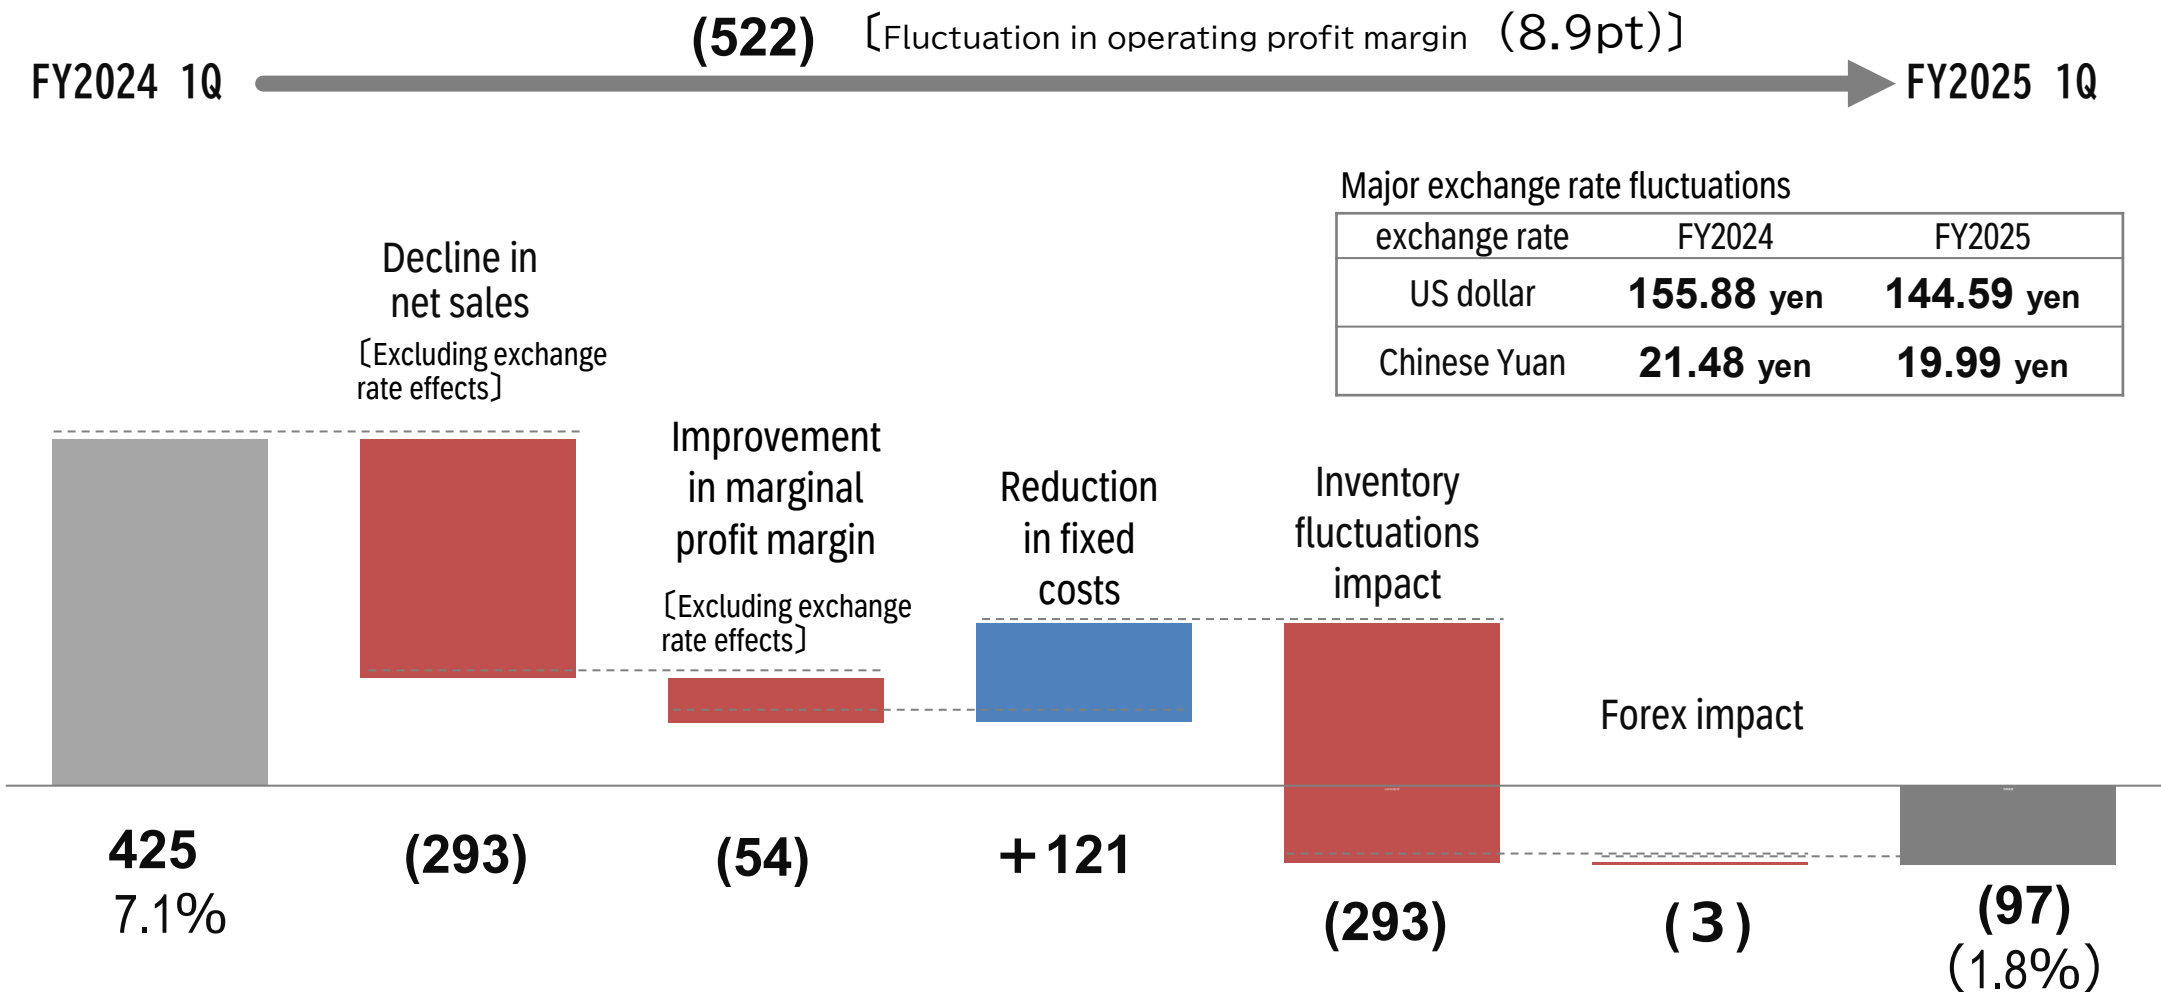 (522) 〔Fluctuation in operating profit margin (8.9pt)〕
FY2024 1Q
FY2025 1Q
Major exchange rate fluctuations
exchange rate FY2024 FY2025
US dollar 155.88 yen 144.59 yen
Chinese Yuan 21.48 yen 19.99 yen
Decline in
net sales
〔Excluding exchange
rate effects〕
Improvement
in marginal
profit margin
〔Excluding exchange
rate effects〕
Reduction
in fixed
costs
Inventory
fluctuations
impact
Forex impact
425
7.1%
(293)
(54)
+121
(293)
(3)
(97)
(1.8%)